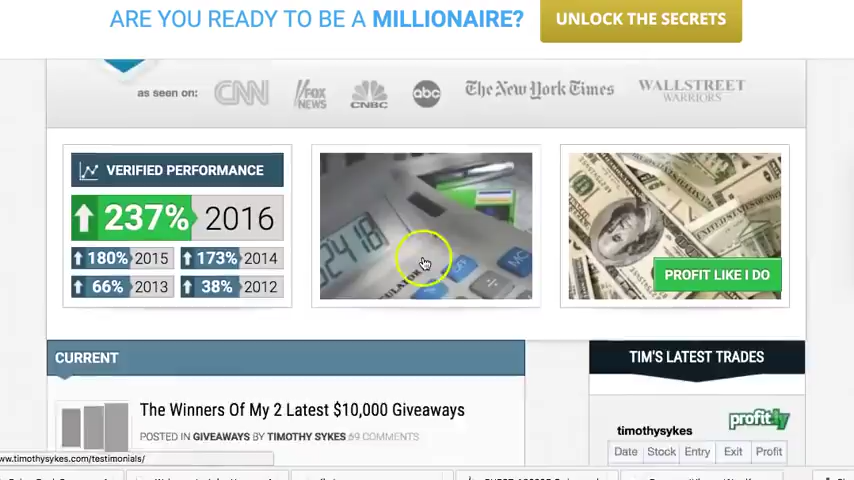 ARE YOU READY TO BE A MILLIONAIRE? UNLOCK THE SECRETS
as seen on: CNN FOX NEWS CNBC abc The New York Times WALLSTREET WARRIORS
VERIFIED PERFORMANCE
237% 2016
180% 2015 173% 2014
66% 2013 38% 2012
PROFIT LIKE I DO
CURRENT
TIM'S LATEST TRADES
The Winners Of My 2 Latest $10,000 Giveaways
POSTED IN GIVEAWAYS BY TIMOTHY SYKES 69 COMMENTS
profitly
timothysykes
Date Stock Entry Exit Profit
www.timothysykes.com/testimonials/